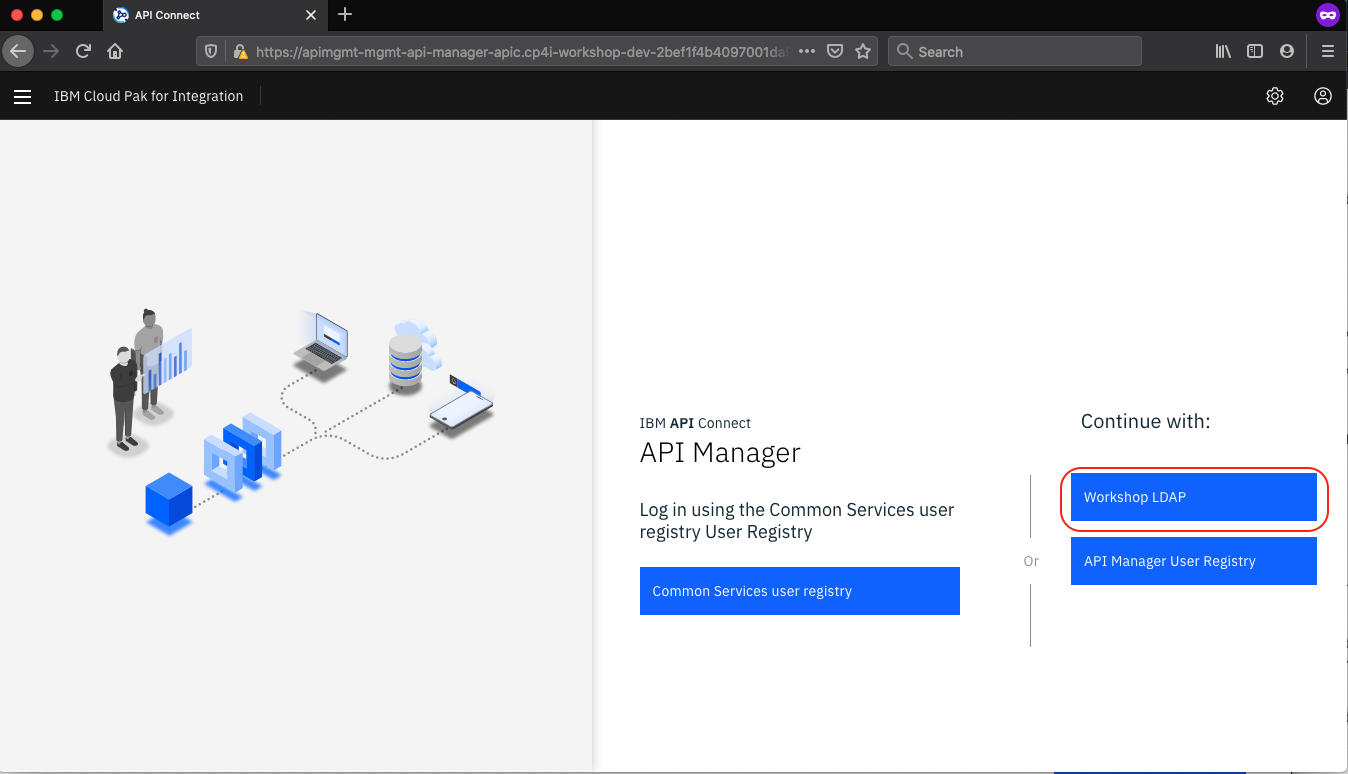 API Connect
https://apimgmt-mgmt-api-manager-apic.cp4i-workshop-dev-2bef1f4b4097001da
Search
IBM Cloud Pak for Integration
IBM API Connect
API Manager
Log in using the Common Services user
registry User Registry
Common Services user registry
Or
Continue with:
Workshop LDAP
API Manager User Registry